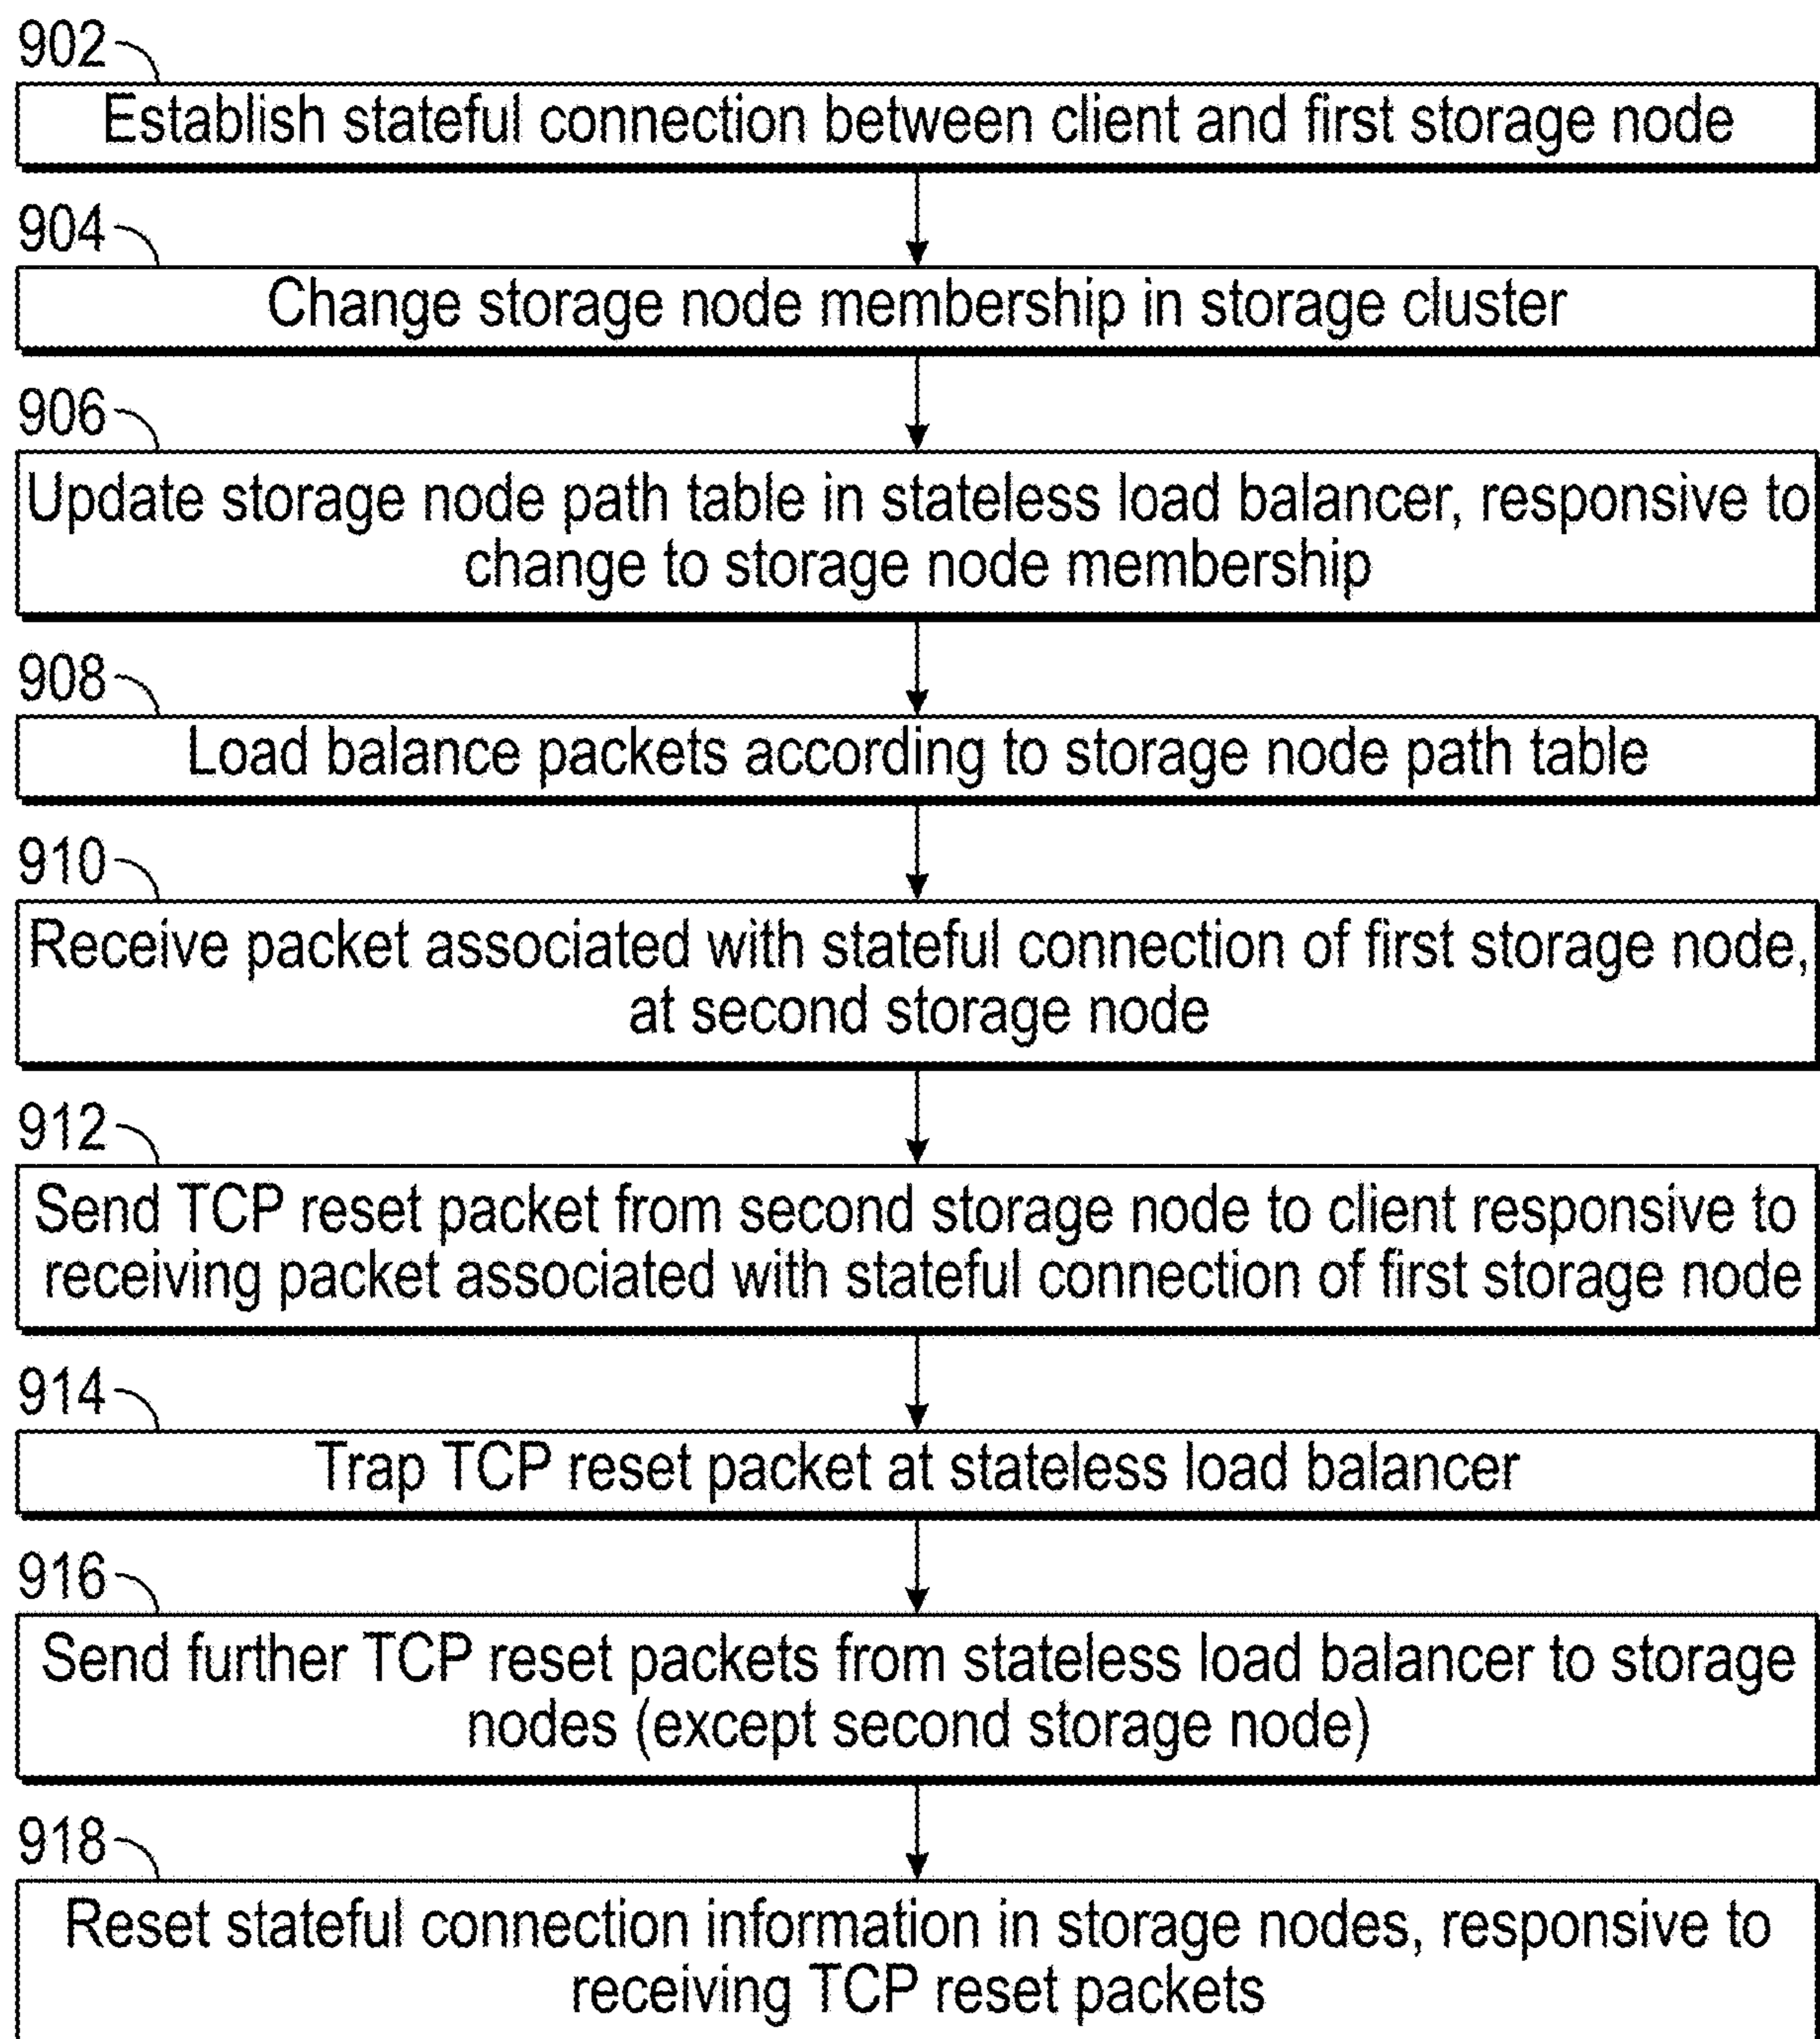 902
Establish stateful connection between client and first storage node
904
Change storage node membership in storage cluster
906
Update storage node path table in stateless load balancer, responsive to
change to storage node membership
908
Load balance packets according to storage node path table
910
Receive packet associated with stateful connection of first storage node,
at second storage node
912
Send TCP reset packet from second storage node to client responsive to
receiving packet associated with stateful connection of first storage node
914
Trap TCP reset packet at stateless load balancer
916
Send further TCP reset packets from stateless load balancer to storage
nodes (except second storage node)
918
Reset stateful connection information in storage nodes, responsive to
receiving TCP reset packets